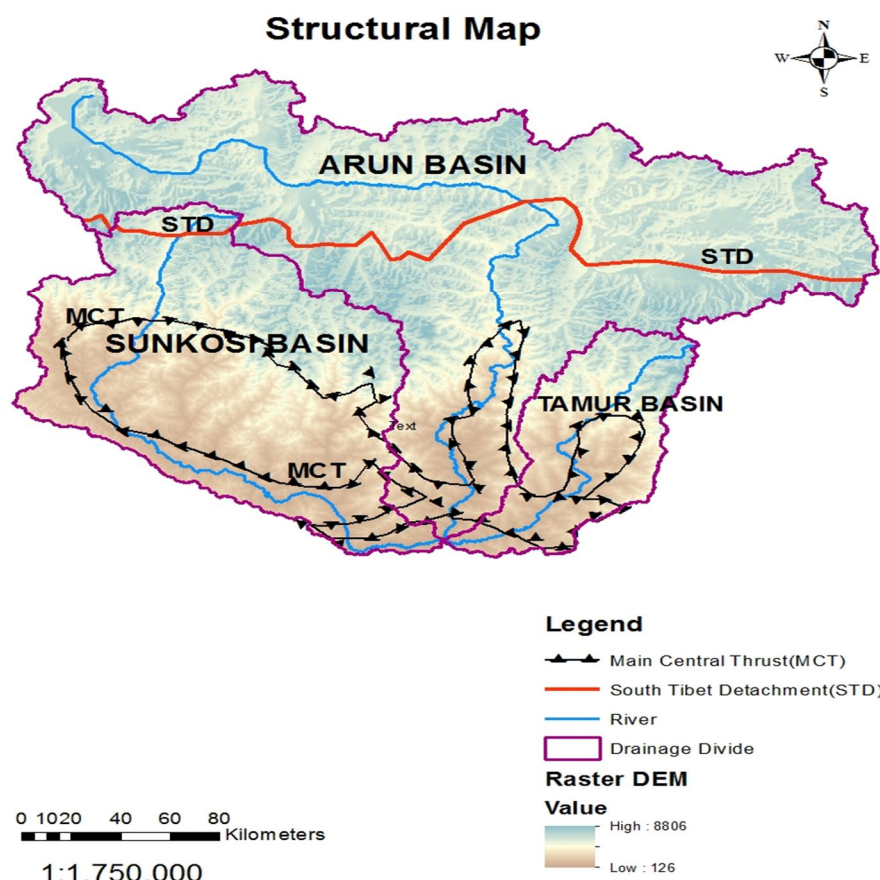 Structural Map
N
W E
S
ARUN BASIN
STD
STD
MCT
SUNKOSI BASIN
TAMUR BASIN
Text
MCT
Legend
Main Central Thrust(MCT)
South Tibet Detachment(STD)
River
Drainage Divide
Raster DEM
Value
High : 8806
Low : 126
0 10 20 40 60 80
Kilometers
1:1,750,000